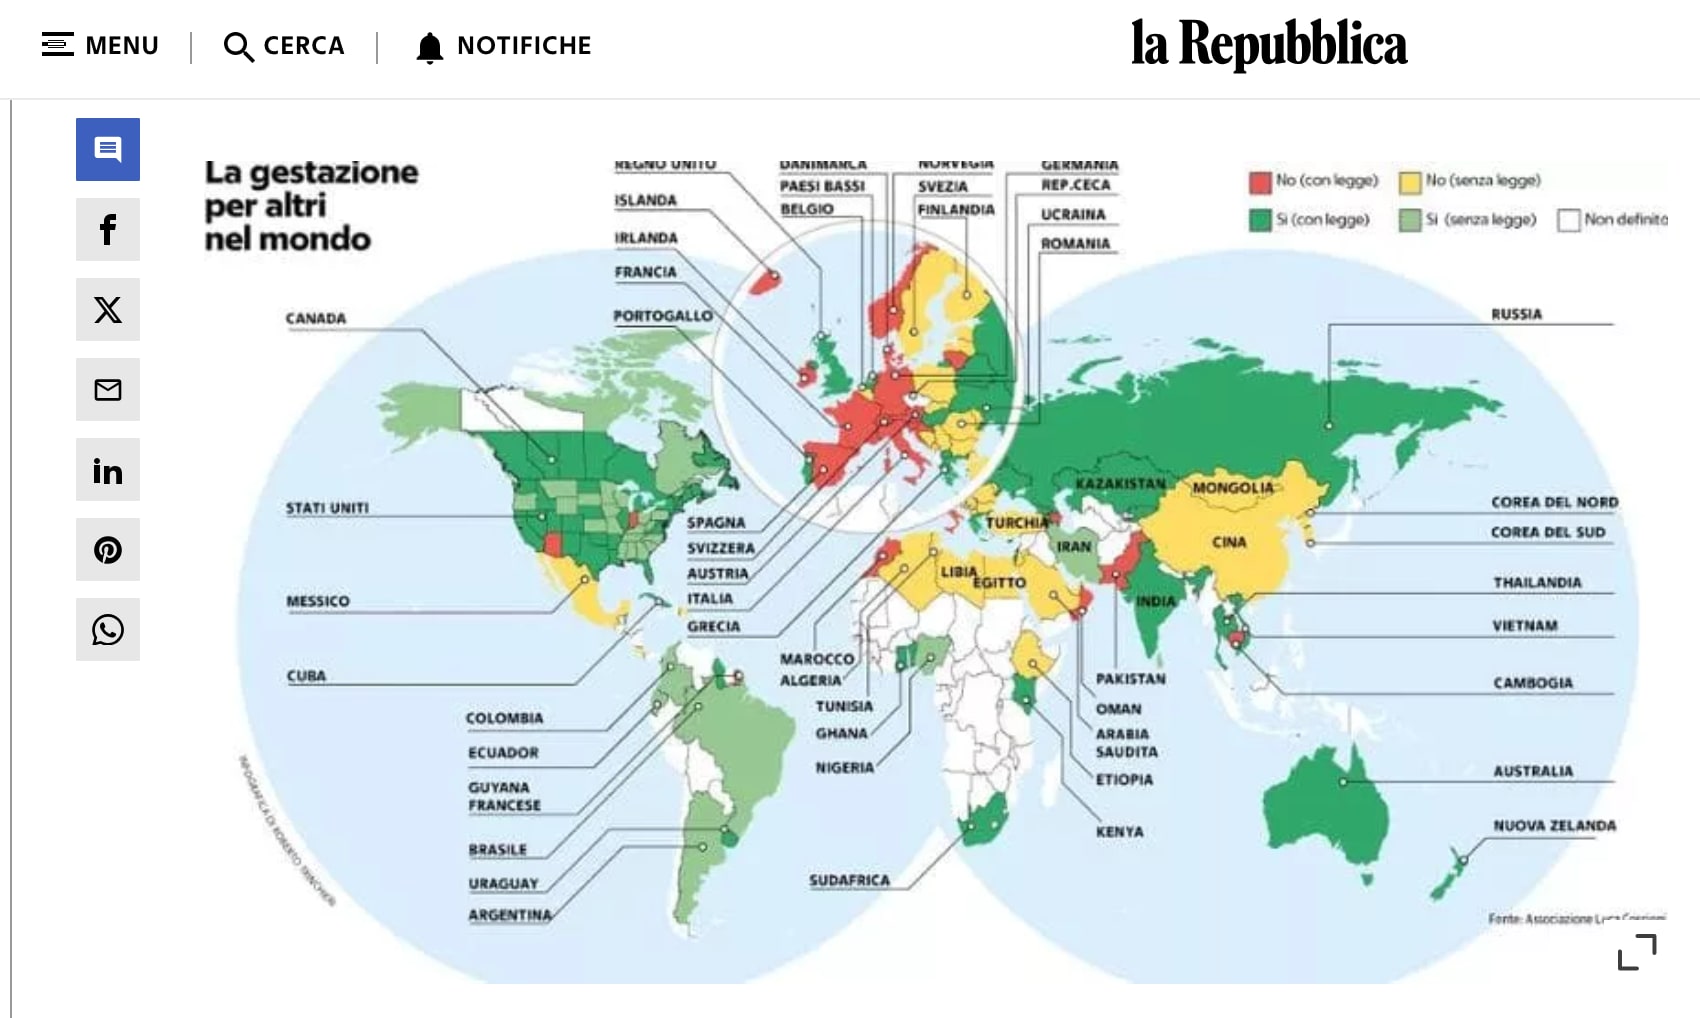 MENU
CERCA
NOTIFICHE
la Repubblica
La gestazione
per altri
nel mondo
REGNO UNITO
ISLANDA
IRLANDA
FRANCIA
PORTOGALLO
DANIMARCA
PAESI BASSI
BELGIO
NORVEGIA
SVEZIA
FINLANDIA
GERMANIA
REP.CECA
UCRAINA
ROMANIA
No (con legge)
No (senza legge)
Sì (con legge)
Sì (senza legge)
Non definito
CANADA
STATI UNITI
MESSICO
CUBA
COLOMBIA
ECUADOR
GUYANA
FRANCESE
BRASILE
URAGUAY
ARGENTINA
SPAGNA
SVIZZERA
AUSTRIA
ITALIA
GRECIA
MAROCCO
ALGERIA
TUNISIA
GHANA
NIGERIA
SUDAFRICA
TURCHIA
IRAN
LIBIA
EGITTO
KAZAKISTAN
MONGOLIA
CINA
INDIA
PAKISTAN
OMAN
ARABIA
SAUDITA
ETIOPIA
KENYA
RUSSIA
COREA DEL NORD
COREA DEL SUD
THAILANDIA
VIETNAM
CAMBOGIA
AUSTRALIA
NUOVA ZELANDA
INFOGRAFICA DI ROBERTO
Fonte: Associazione